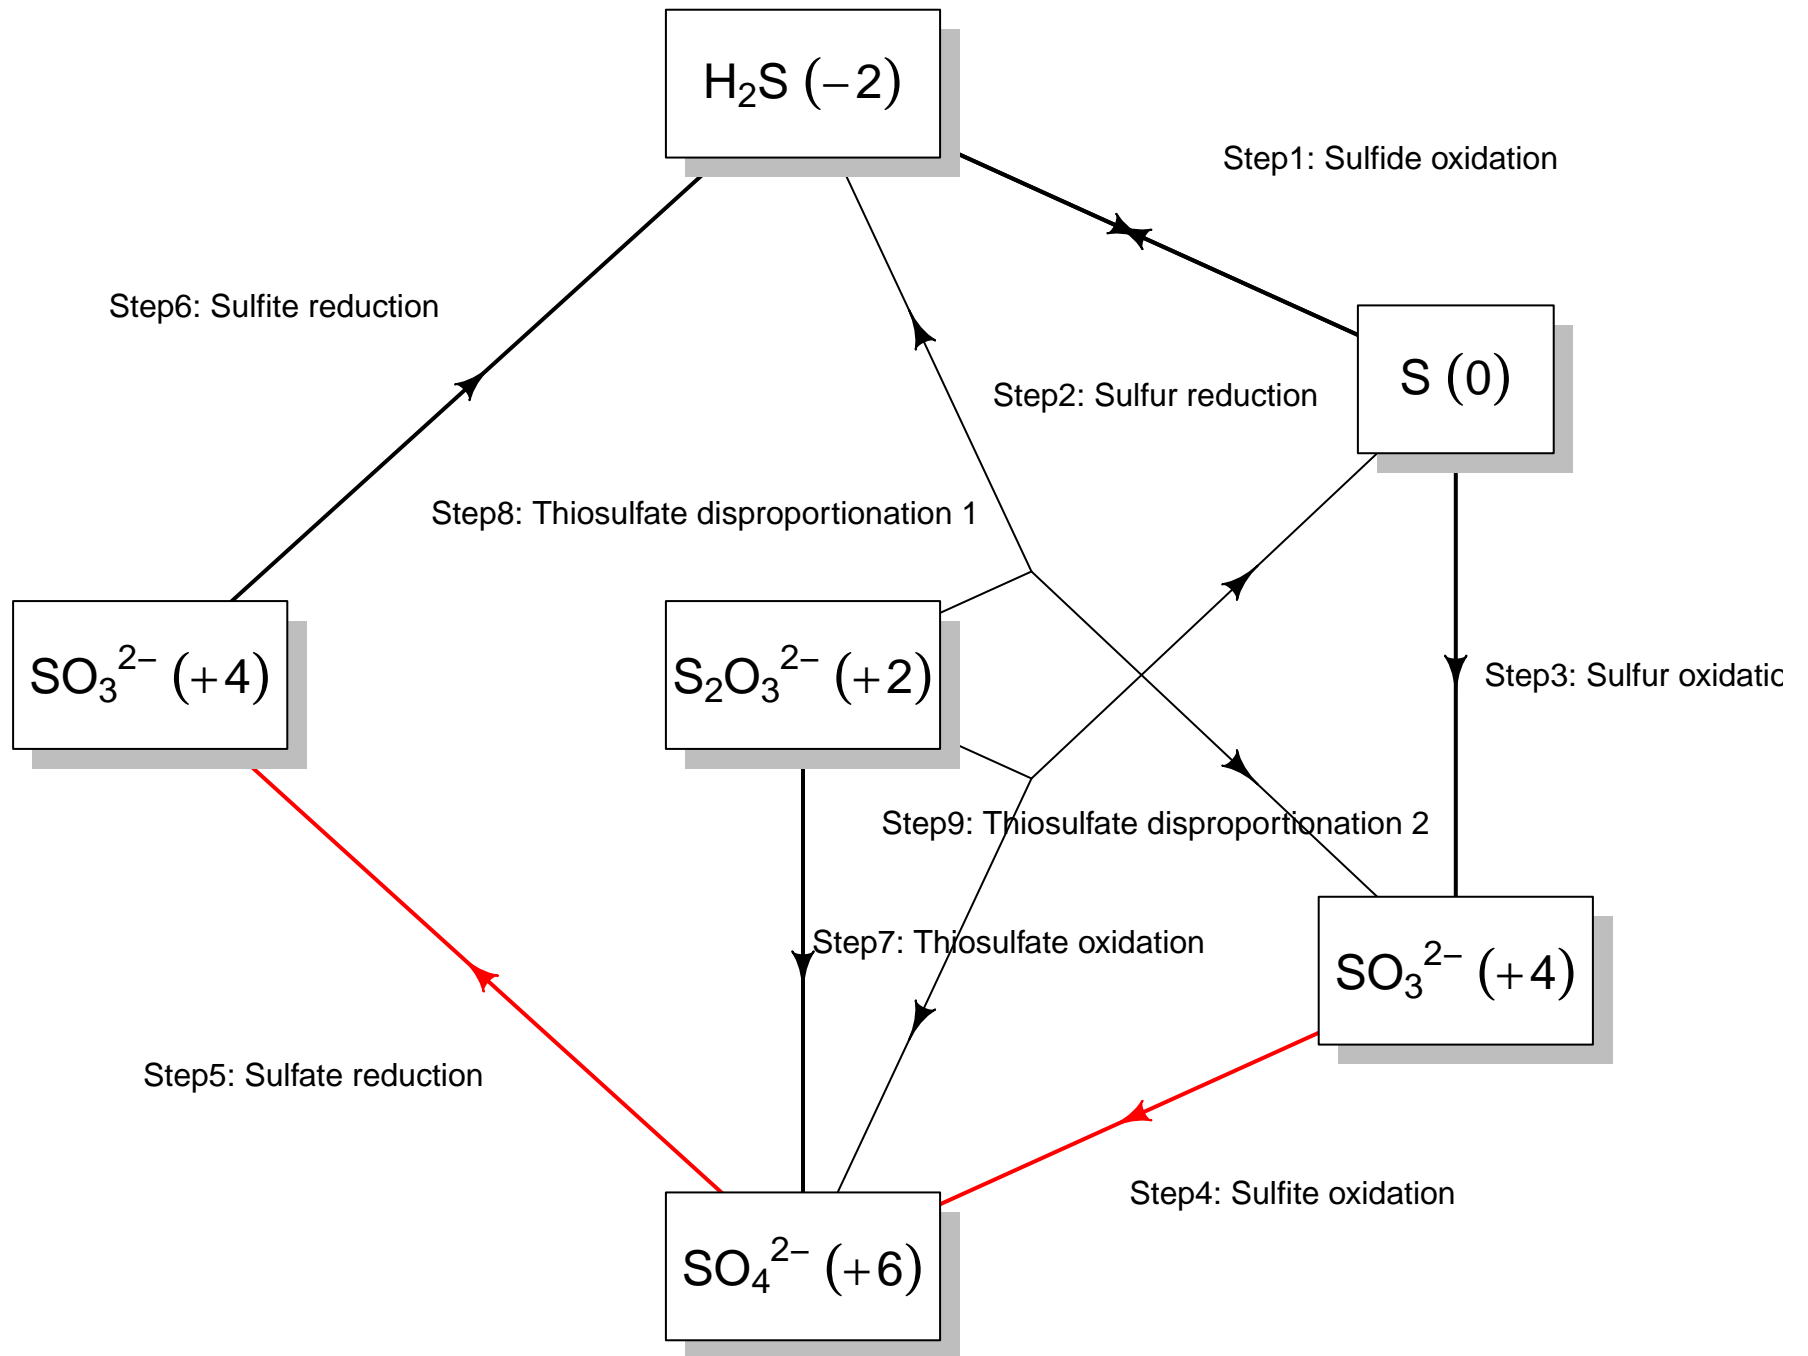 H₂S (−2)
Step1: Sulfide oxidation
Step6: Sulfite reduction
S (0)
Step2: Sulfur reduction
Step8: Thiosulfate disproportionation 1
SO₃²⁻ (+4)
S₂O₃²⁻ (+2)
Step3: Sulfur oxidatic
Step9: Thiosulfate disproportionation 2
Step7: Thiosulfate oxidation
SO₃²⁻ (+4)
Step5: Sulfate reduction
Step4: Sulfite oxidation
SO₄²⁻ (+6)